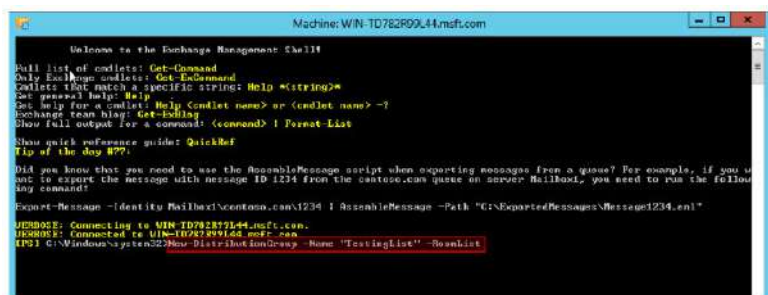 Machine: WIN-TD782R99L44.msft.com
Welcome to the Exchange Management Shell!
Full list of cmdlets: Get-Command
Only Exchange cmdlets: Get-ExCommand
Cmdlets that match a specific string: Help *<string>*
Get general help: Help
Get help for a cmdlet: Help <cmdlet name> or <cmdlet name> -?
Exchange team blog: Get-ExBlog
Show full output for a command: <command> | Format-List
Show quick reference guide: QuickRef
Tip of the day #77:
Did you know that you need to use the AssembleMessage script when exporting messages from a queue? For example, if you w
ant to export the message with message ID 1234 from the contoso.com queue on server Mailbox1, you need to run the follow
ing command?
Export-Message -Identity Mailbox1\contoso.com\1234 | AssembleMessage -Path "C:\ExportedMessages\Message1234.eml"
VERBOSE: Connecting to WIN-TD782R99L44.msft.com.
VERBOSE: Connected to WIN-TD782R99L44.msft.com.
[PS] C:\Windows\system32>New-DistributionGroup -Name "TestingList" -RoomList